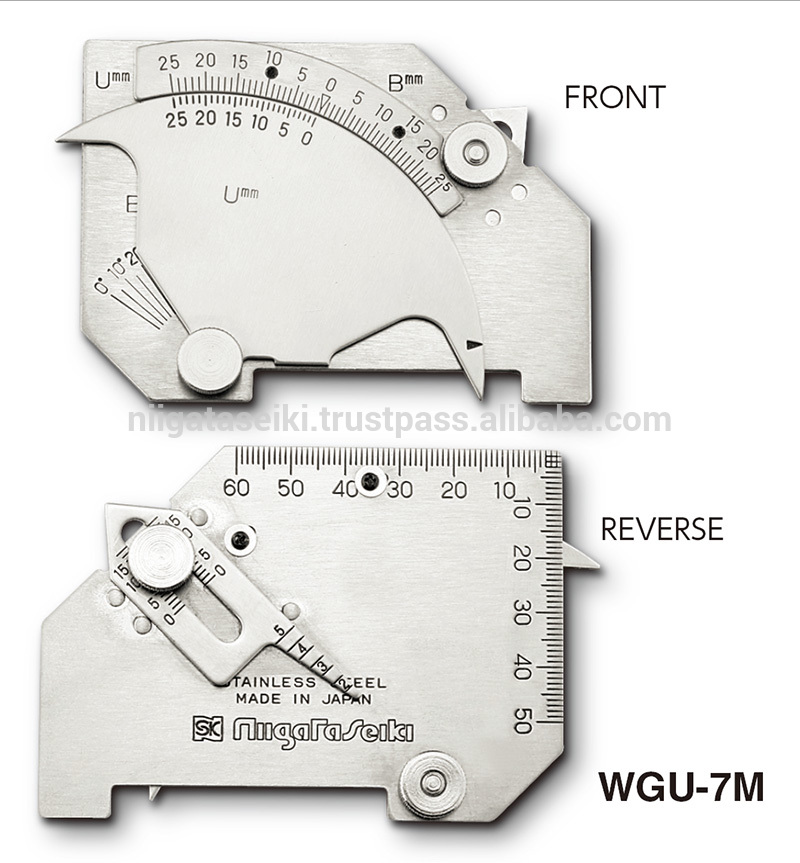 FRONT
U mm
25 20 15 10 5 0 5 10 15 20 25
B mm
25 20 15 10 5 0
U mm
E
0° 10° 20
niigataseiki.trustpass.alibaba.com
60 50 40 30 20 10
10
20
30
40
50
REVERSE
15 10 5 0
5 0
5 4 3 2
STAINLESS STEEL
MADE IN JAPAN
SK NiigataSeiki
WGU-7M